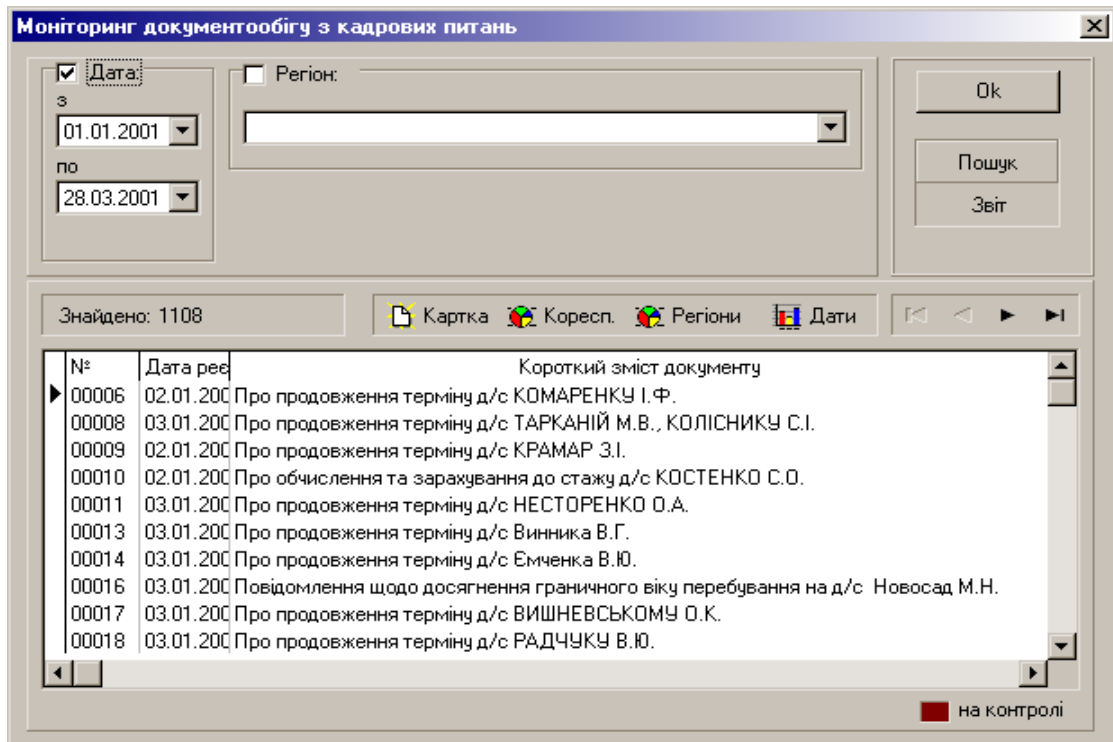 Моніторинг документообігу з кадрових питань
Дата:
з
01.01.2001
по
28.03.2001
Регіон:
Ok
Пошук
Звіт
Знайдено: 1108
Картка Коресп. Регіони Дати
№ Дата реє Короткий зміст документу
00006 02.01.200 Про продовження терміну д/с КОМАРЕНКУ І.Ф.
00008 03.01.200 Про продовження терміну д/с ТАРКАНІЙ М.В., КОЛІСНИКУ С.І.
00009 02.01.200 Про продовження терміну д/с КРАМАР З.І.
00010 02.01.200 Про обчислення та зарахування до стажу д/с КОСТЕНКО С.О.
00011 03.01.200 Про продовження терміну д/с НЕСТОРЕНКО О.А.
00013 03.01.200 Про продовження терміну д/с Винника В.Г.
00014 03.01.200 Про продовження терміну д/с Ємченка В.Ю.
00016 03.01.200 Повідомлення щодо досягнення граничного віку перебування на д/с Новосад М.Н.
00017 03.01.200 Про продовження терміну д/с ВИШНЕВСЬКОМУ О.К.
00018 03.01.200 Про продовження терміну д/с РАДЧУКУ В.Ю.
на контролі